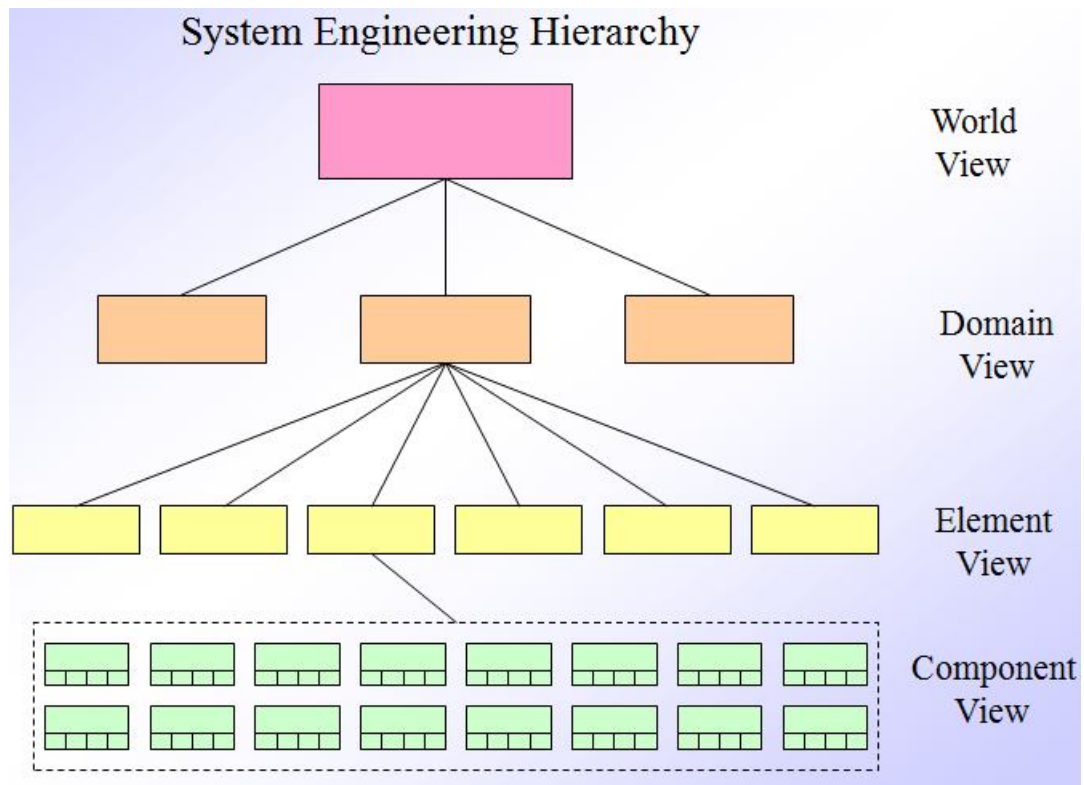 System Engineering Hierarchy
World
View
Domain
View
Element
View
Component
View